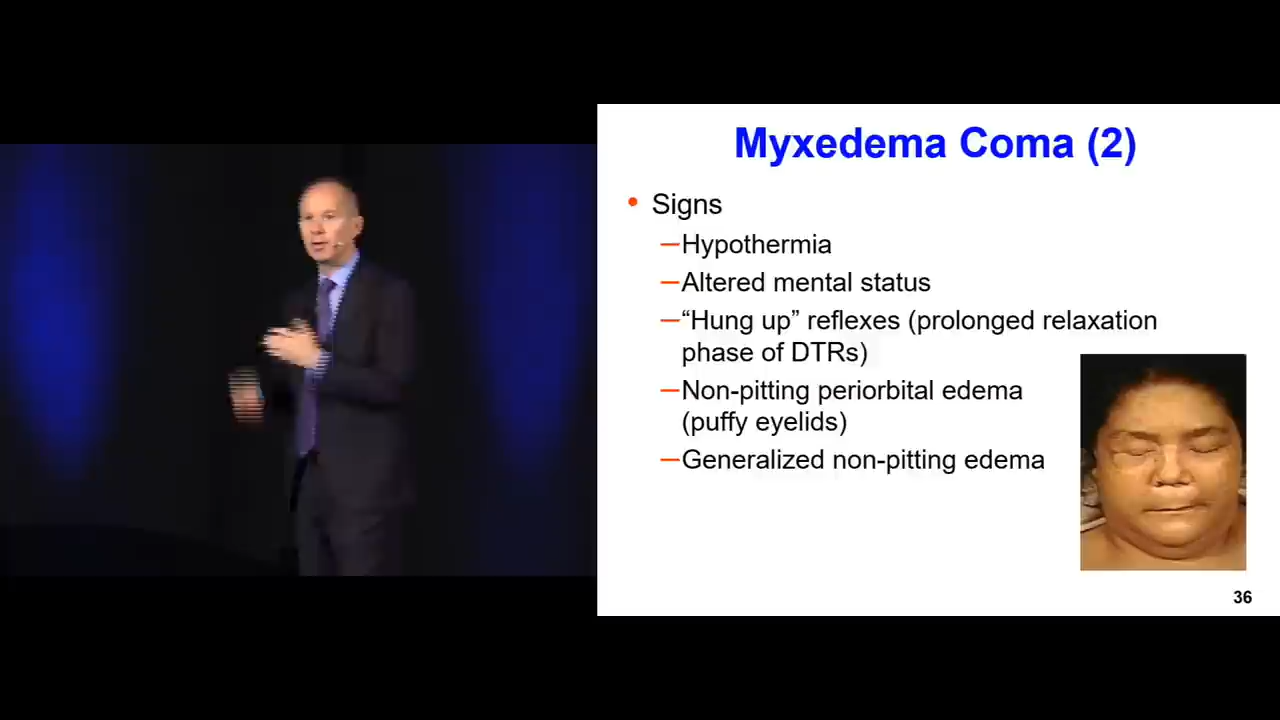 Myxedema Coma (2)
• Signs
—Hypothermia
—Altered mental status
—“Hung up” reflexes (prolonged relaxation
phase of DTRs)
—Non-pitting periorbital edema
(puffy eyelids)
—Generalized non-pitting edema
36